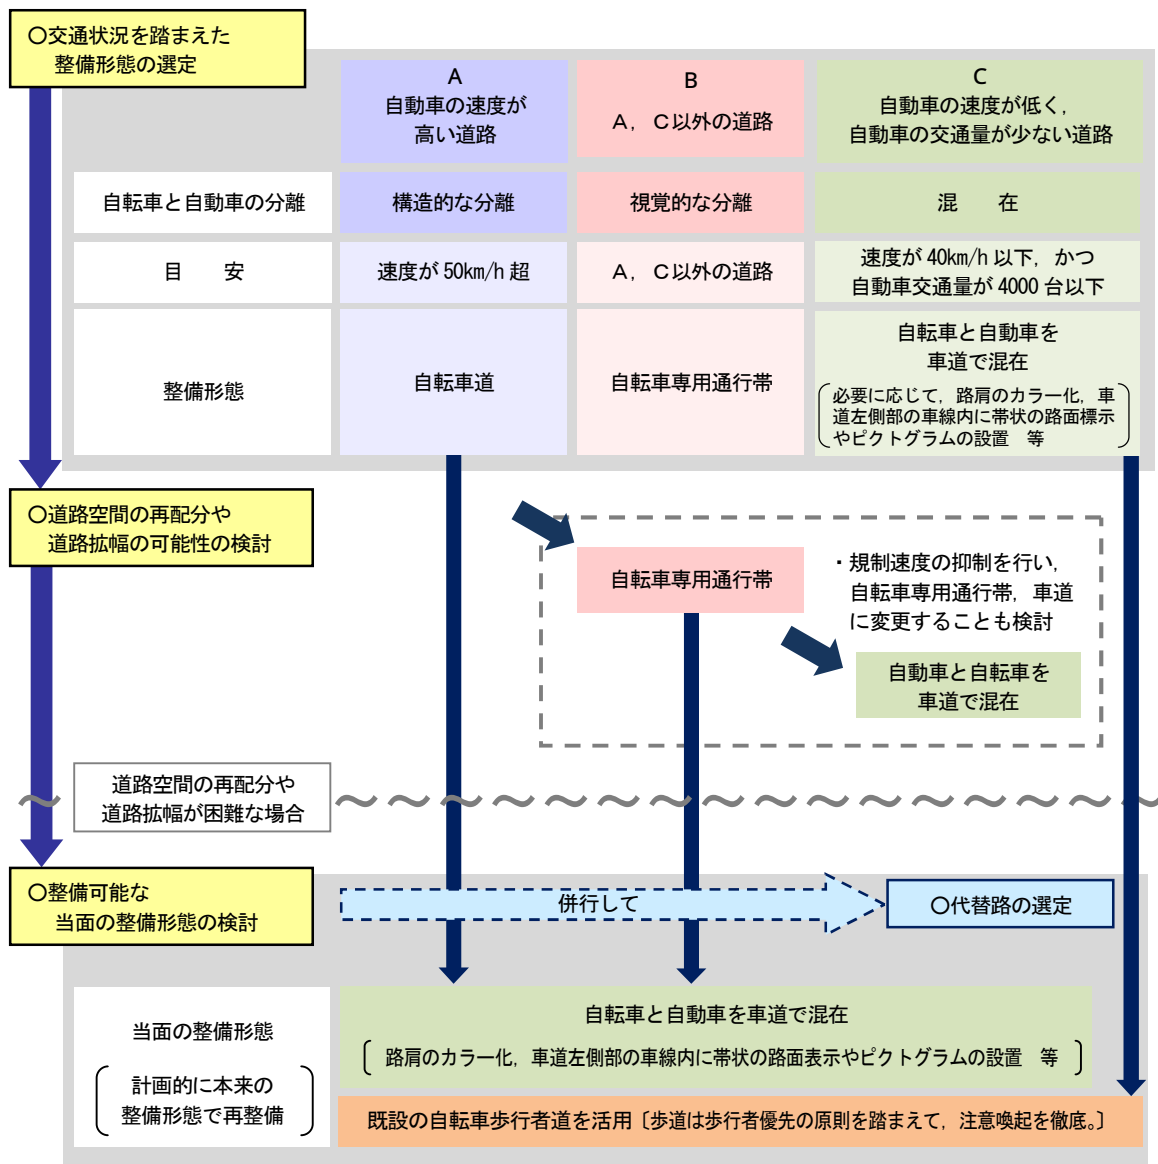 〇交通状況を踏まえた
整備形態の選定
A
自動車の速度が
高い道路
B
A，C以外の道路
C
自動車の速度が低く，
自動車の交通量が少ない道路
自転車と自動車の分離
構造的な分離
視覚的な分離
混　在
目　安
速度が 50km/h 超
A，C以外の道路
速度が 40km/h 以下，かつ
自動車交通量が 4000 台以下
整備形態
自転車道
自転車専用通行帯
自転車と自動車を
車道で混在
必要に応じて，路肩のカラー化，車
道左側部の車線内に帯状の路面標示
やピクトグラムの設置　等
〇道路空間の再配分や
道路拡幅の可能性の検討
自転車専用通行帯
・規制速度の抑制を行い，
自転車専用通行帯，車道
に変更することも検討
自動車と自転車を
車道で混在
道路空間の再配分や
道路拡幅が困難な場合
〇整備可能な
当面の整備形態の検討
併行して
〇代替路の選定
当面の整備形態
計画的に本来の
整備形態で再整備
自転車と自動車を車道で混在
〔 路肩のカラー化，車道左側部の車線内に帯状の路面表示やピクトグラムの設置　等 〕
既設の自転車歩行者道を活用〔歩道は歩行者優先の原則を踏まえて，注意喚起を徹底。〕